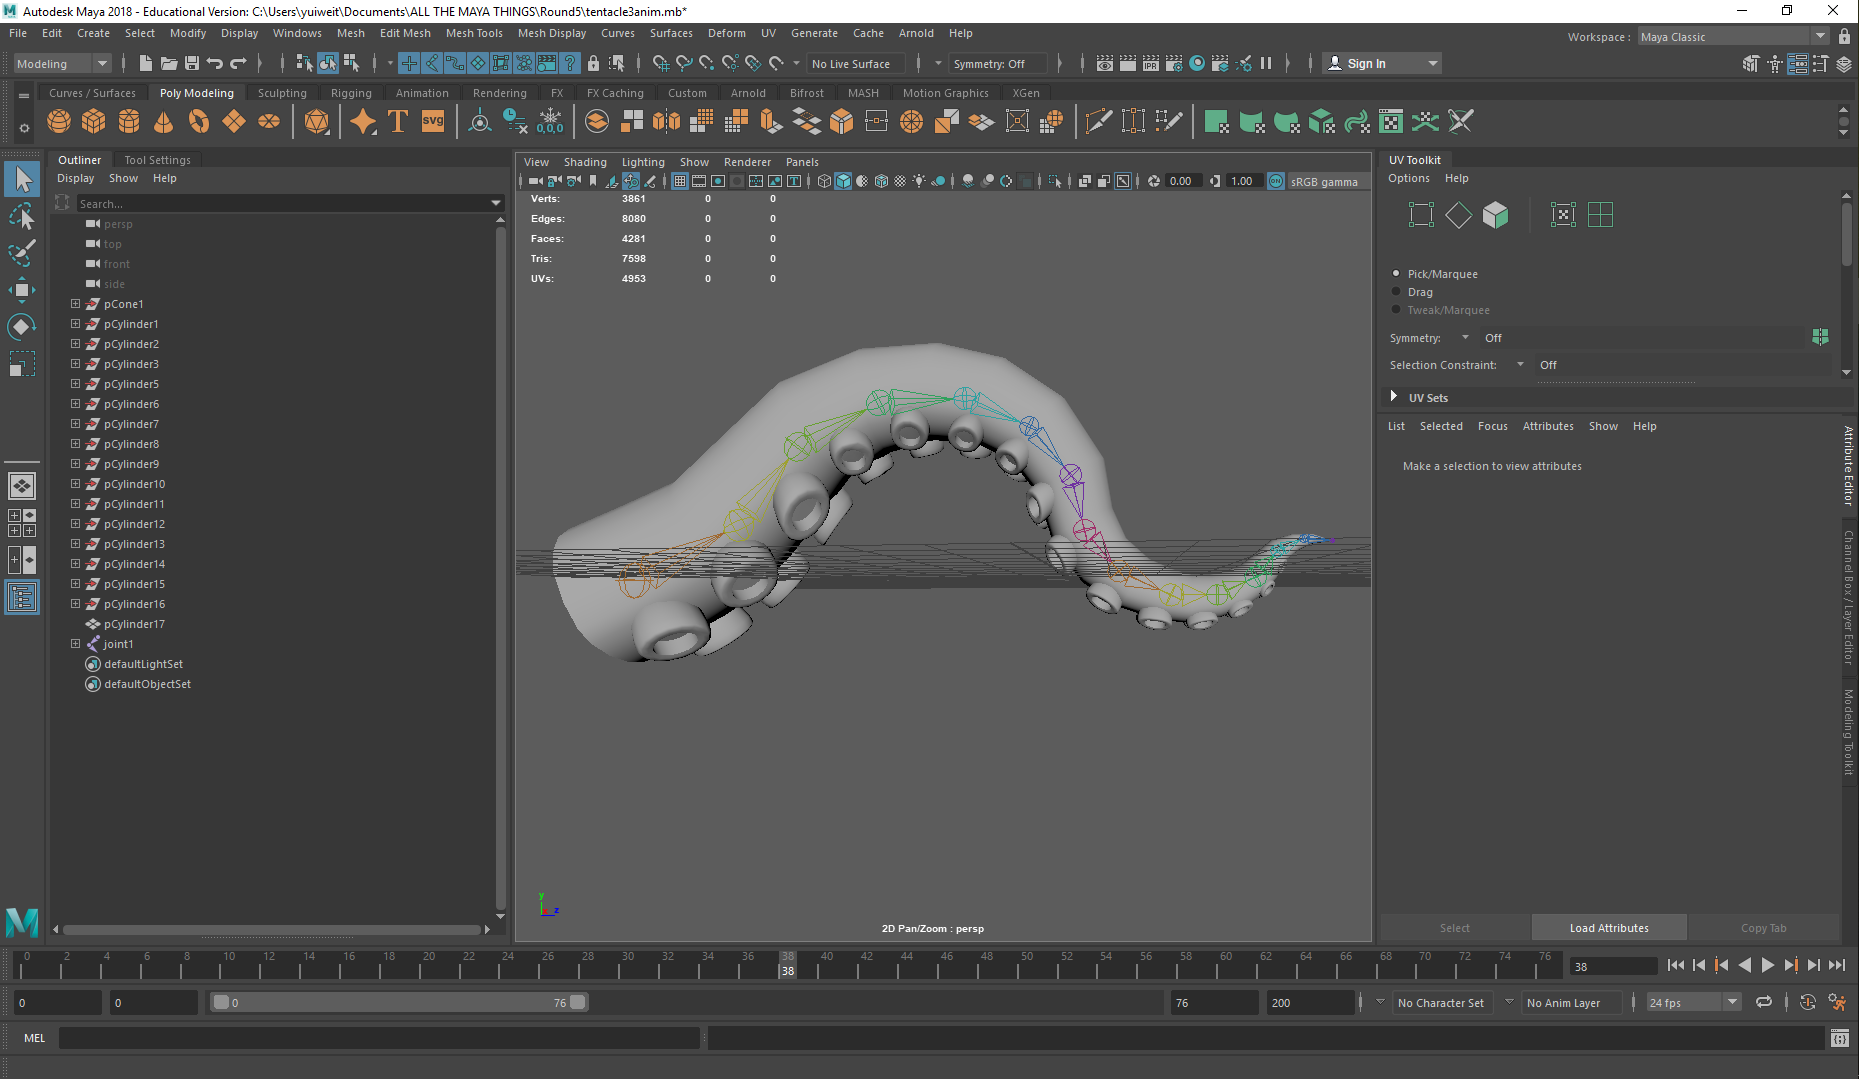 Autodesk Maya 2018 - Educational Version: C:\Users\yuiweit\Documents\ALL THE MAYA THINGS\Round5\tentacle3anim.mb*
File Edit Create Select Modify Display Windows Mesh Edit Mesh Mesh Tools Mesh Display Curves Surfaces Deform UV Generate Cache Arnold Help
Workspace : Maya Classic
Modeling No Live Surface Symmetry: Off Sign In
Curves / Surfaces Poly Modeling Sculpting Rigging Animation Rendering FX FX Caching Custom Arnold Bifrost MASH Motion Graphics XGen
T svg 0,0,0
Outliner Tool Settings
Display Show Help
Search...
persp
top
front
side
pCone1
pCylinder1
pCylinder2
pCylinder3
pCylinder5
pCylinder6
pCylinder7
pCylinder8
pCylinder9
pCylinder10
pCylinder11
pCylinder12
pCylinder13
pCylinder14
pCylinder15
pCylinder16
pCylinder17
joint1
defaultLightSet
defaultObjectSet
View Shading Lighting Show Renderer Panels
0.00 1.00 ON sRGB gamma
Verts: 3861 0 0
Edges: 8080 0 0
Faces: 4281 0 0
Tris: 7598 0 0
UVs: 4953 0 0
y
z
2D Pan/Zoom : persp
UV Toolkit
Options Help
Pick/Marquee
Drag
Tweak/Marquee
Symmetry: Off
Selection Constraint: Off
UV Sets
List Selected Focus Attributes Show Help
Make a selection to view attributes
Select Load Attributes Copy Tab
Attribute Editor
Channel Box / Layer Editor
Modeling Toolkit
0 2 4 6 8 10 12 14 16 18 20 22 24 26 28 30 32 34 36 38 40 42 44 46 48 50 52 54 56 58 60 62 64 66 68 70 72 74 76
38
38
0 0 0 76 76 200 No Character Set No Anim Layer 24 fps
MEL